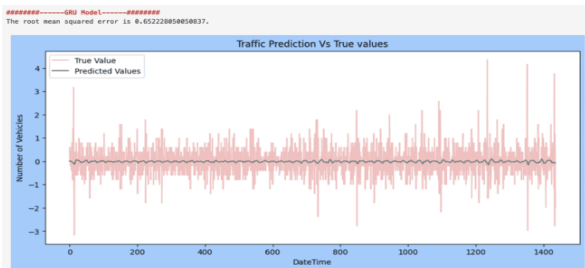 ########------GRU Model------########
The root mean squared error is 0.652228050050837.
Traffic Prediction Vs True values
True Value
Predicted Values
Number of Vehicles
4
3
2
1
0
−1
−2
−3
0 200 400 600 800 1000 1200 1400
DateTime